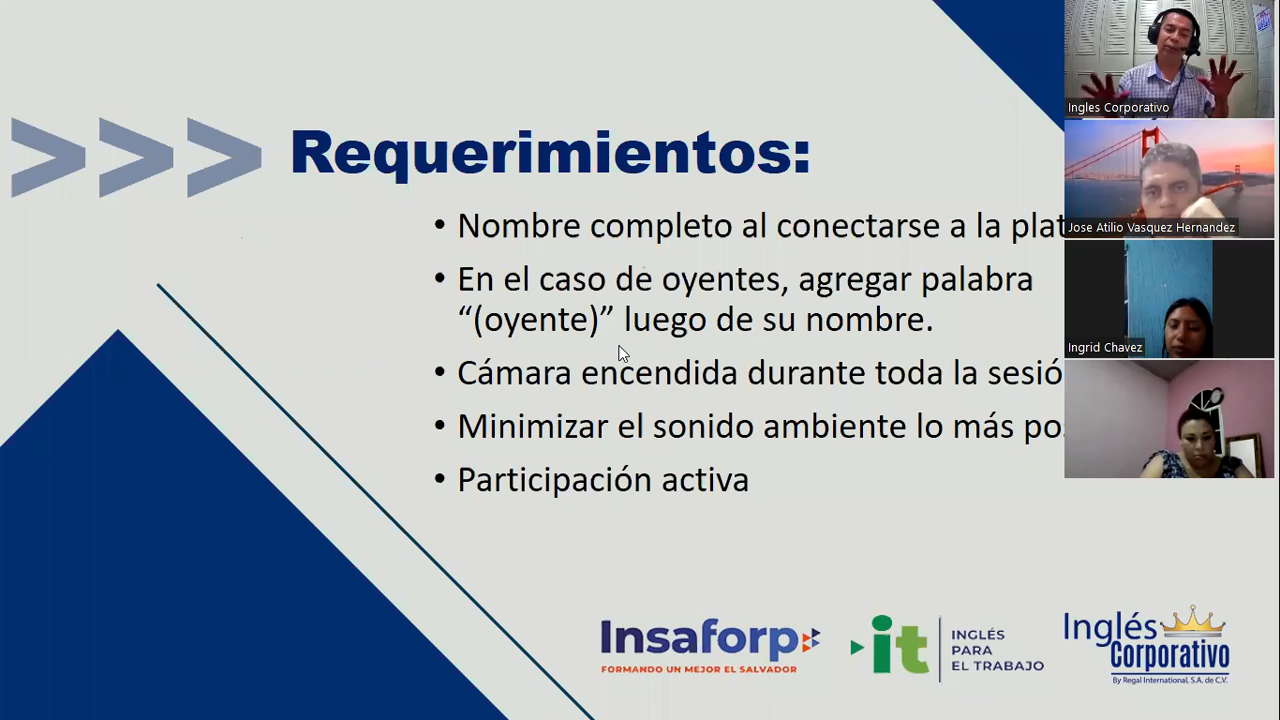 Requerimientos:
• Nombre completo al conectarse a la plat
• En el caso de oyentes, agregar palabra
“(oyente)” luego de su nombre.
• Cámara encendida durante toda la sesió
• Minimizar el sonido ambiente lo más pos
• Participación activa
Insaforp
FORMANDO UN MEJOR EL SALVADOR
it
INGLÉS
PARA
EL TRABAJO
Inglés
Corporativo
By Regal International, S.A. de C.V.
Ingles Corporativo
Jose Atilio Vasquez Hernandez
Ingrid Chavez